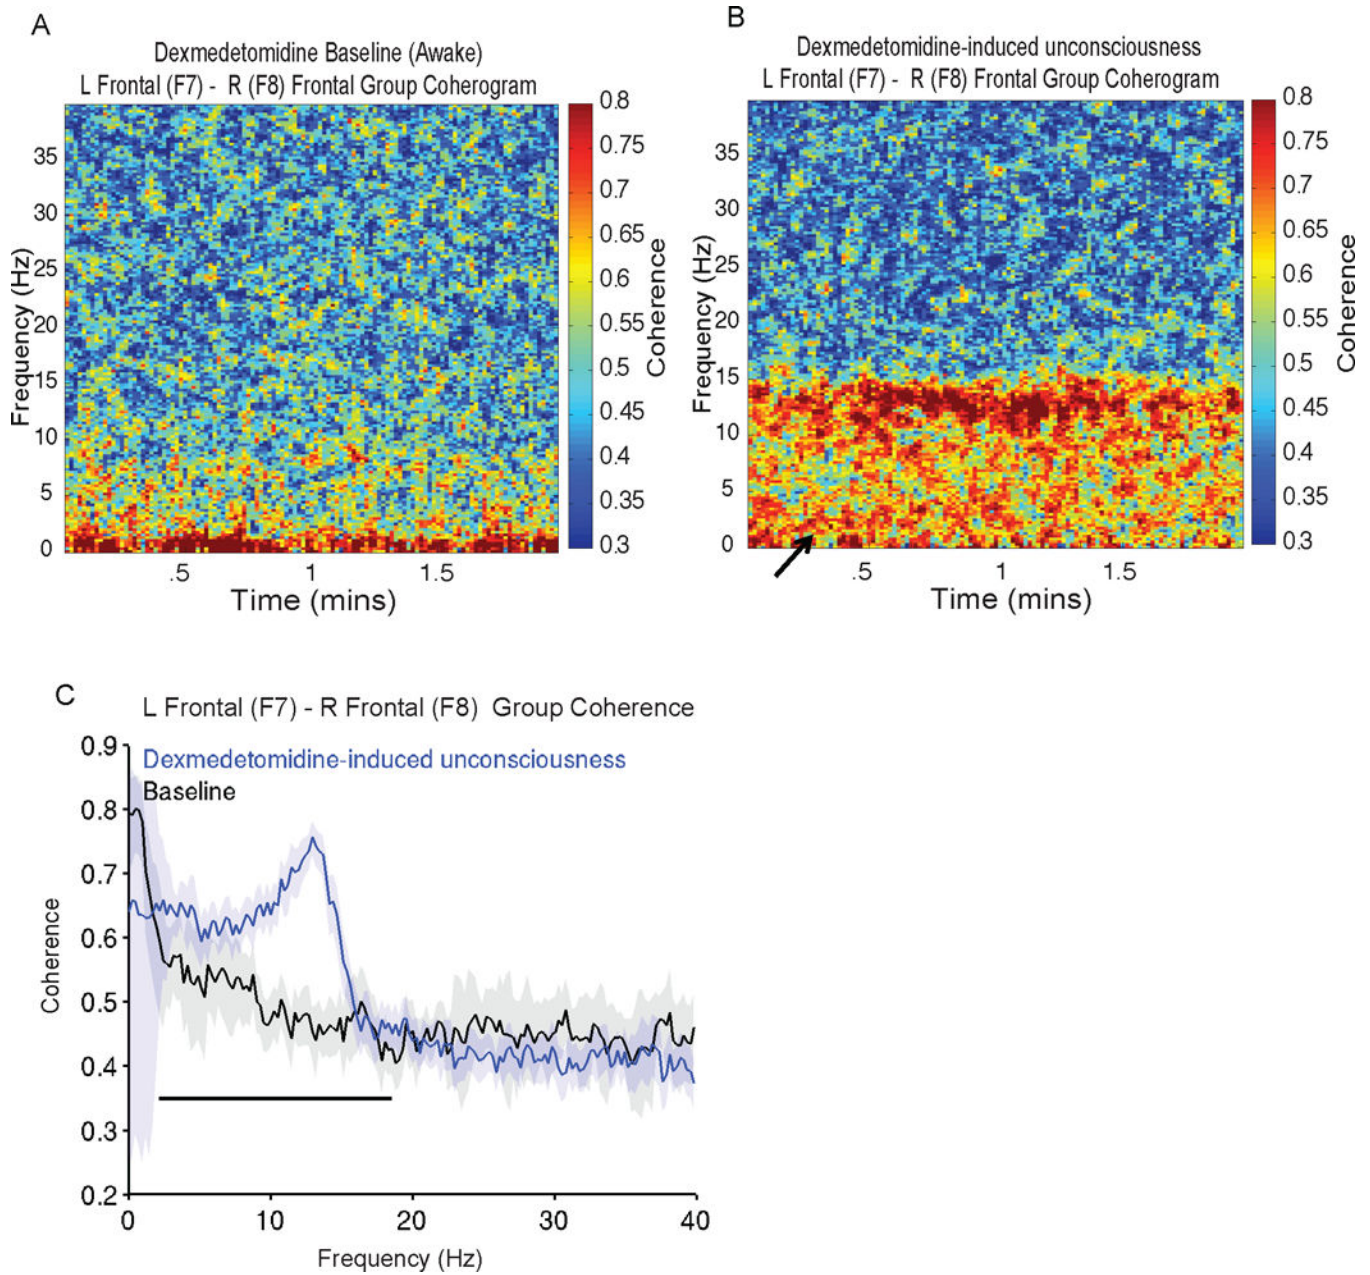 A
Dexmedetomidine Baseline (Awake)
L Frontal (F7) - R (F8) Frontal Group Coherogram
0.8
0.75
0.7
0.65
0.6
0.55
0.5
0.45
0.4
0.35
0.3
Coherence
35
30
25
20
15
10
5
0
Frequency (Hz)
.5 1 1.5
Time (mins)
B
Dexmedetomidine-induced unconsciousness
L Frontal (F7) - R (F8) Frontal Group Coherogram
0.8
0.75
0.7
0.65
0.6
0.55
0.5
0.45
0.4
0.35
0.3
Coherence
35
30
25
20
15
10
5
0
Frequency (Hz)
.5 1 1.5
Time (mins)
C
L Frontal (F7) - R Frontal (F8) Group Coherence
Dexmedetomidine-induced unconsciousness
Baseline
0.9
0.8
0.7
0.6
0.5
0.4
0.3
0.2
Coherence
0 10 20 30 40
Frequency (Hz)